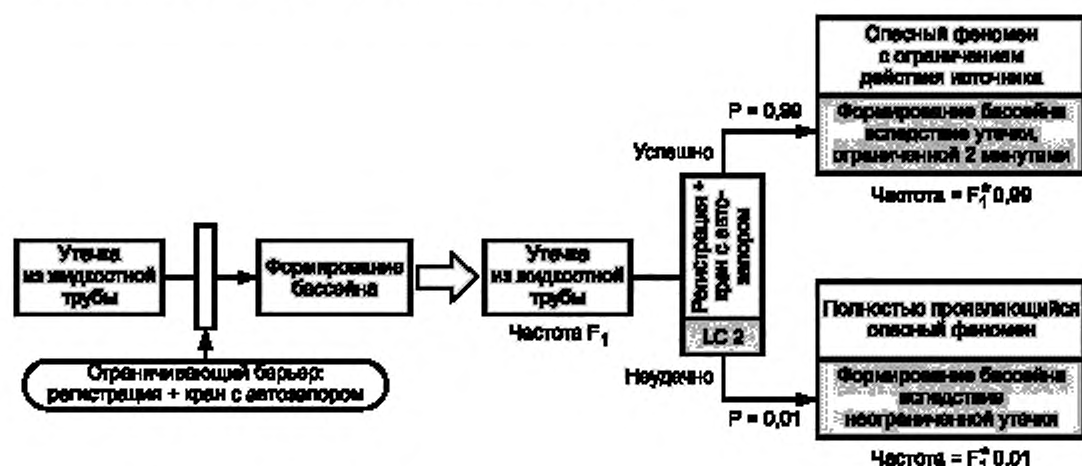 Утечка
из жидкостной
трубы
Ограничивающий барьер:
регистрация + кран с автозапором
Формирование
бассейна
Утечка
из жидкостной
трубы
Частота F₁
Регистрация +
кран с авто-
запором
LC 2
Успешно
P = 0,99
Неудачно
P = 0,01
Опасный феномен
с ограничением
действия источника
Формирование бассейна
вследствие утечки,
ограниченной 2 минутами
Частота = F₁* 0,99
Полностью проявляющийся
опасный феномен
Формирование бассейна
вследствие
неограниченной утечки
Частота = F₁* 0,01